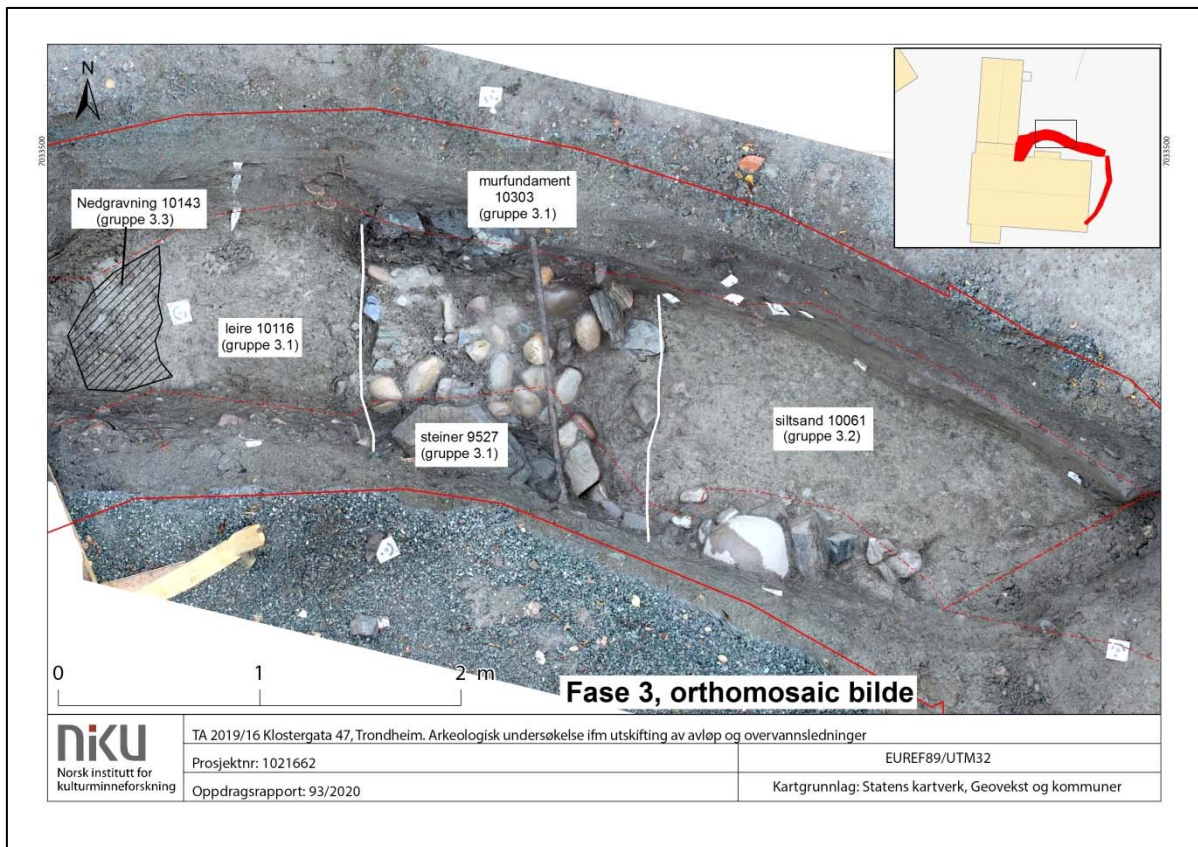 N
7033500
7033500
murfundament
10303
(gruppe 3.1)
Nedgravning 10143
(gruppe 3.3)
leire 10116
(gruppe 3.1)
steiner 9527
(gruppe 3.1)
siltsand 10061
(gruppe 3.2)
0 1 2 m
Fase 3, orthomosaic bilde
niku
Norsk institutt for
kulturminneforskning
TA 2019/16 Klostergata 47, Trondheim. Arkeologisk undersøkelse ifm utskifting av avløp og overvannsledninger
Prosjektnr: 1021662
EUREF89/UTM32
Oppdragsrapport: 93/2020
Kartgrunnlag: Statens kartverk, Geovekst og kommuner